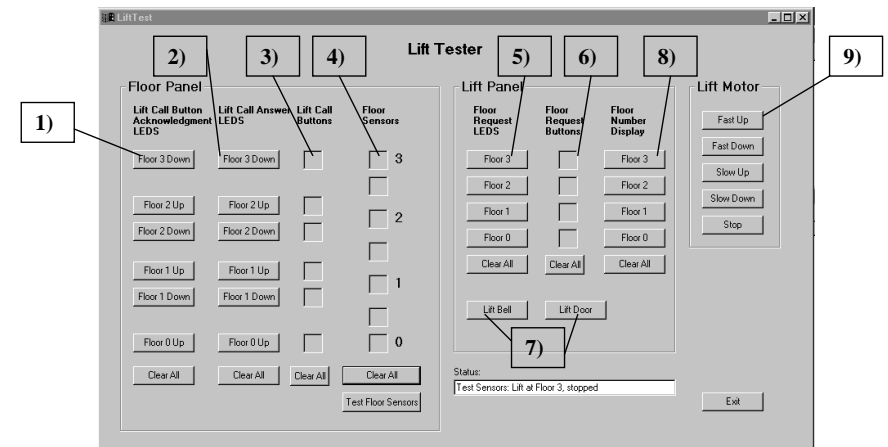 LiftTest
Lift Tester
2)
3)
4)
5)
6)
8)
9)
1)
Floor Panel
Lift Call Button Acknowledgment LEDS
Lift Call Answer LEDS
Lift Call Buttons
Floor Sensors
Floor 3 Down
Floor 3 Down
3
Floor 2 Up
Floor 2 Up
2
Floor 2 Down
Floor 2 Down
Floor 1 Up
Floor 1 Up
1
Floor 1 Down
Floor 1 Down
Floor 0 Up
Floor 0 Up
0
Clear All
Clear All
Clear All
Clear All
Test Floor Sensors
Lift Panel
Floor Request LEDS
Floor Request Buttons
Floor Number Display
Floor 3
Floor 3
Floor 2
Floor 2
Floor 1
Floor 1
Floor 0
Floor 0
Clear All
Clear All
Clear All
Lift Bell
Lift Door
7)
Lift Motor
Fast Up
Fast Down
Slow Up
Slow Down
Stop
Status:
Test Sensors: Lift at Floor 3, stopped
Exit